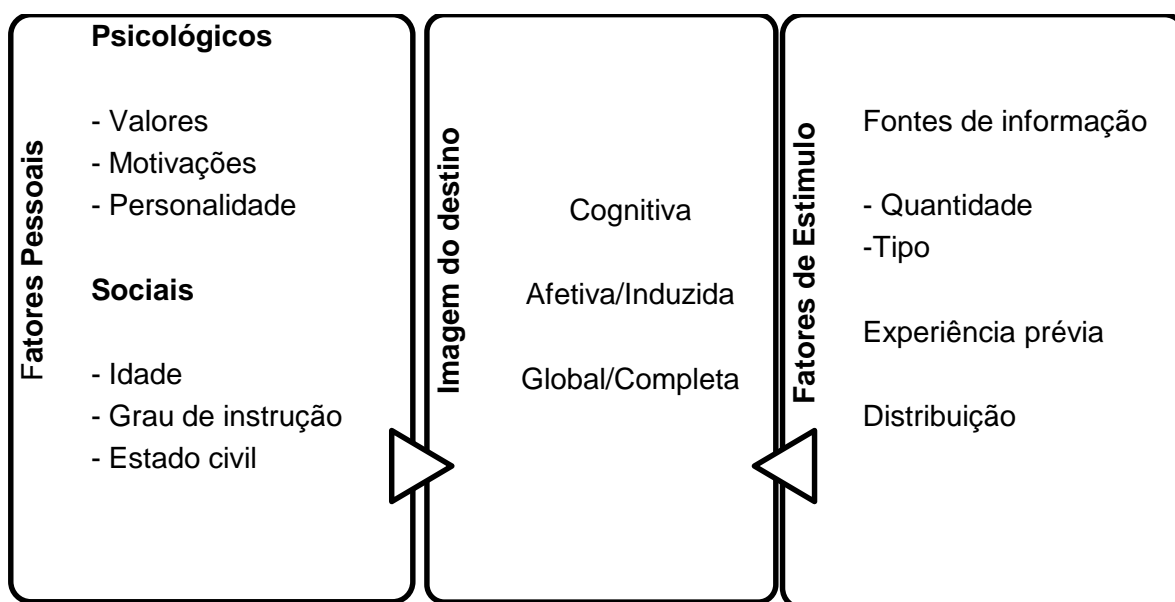 Fatores Pessoais
Psicológicos
- Valores
- Motivações
- Personalidade
Sociais
- Idade
- Grau de instrução
- Estado civil
Imagem do destino
Cognitiva
Afetiva/Induzida
Global/Completa
Fatores de Estimulo
Fontes de informação
- Quantidade
-Tipo
Experiência prévia
Distribuição